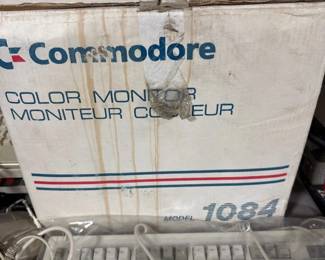 Commodore
COLOR MONITOR
MONITEUR COULEUR
MODEL 1084